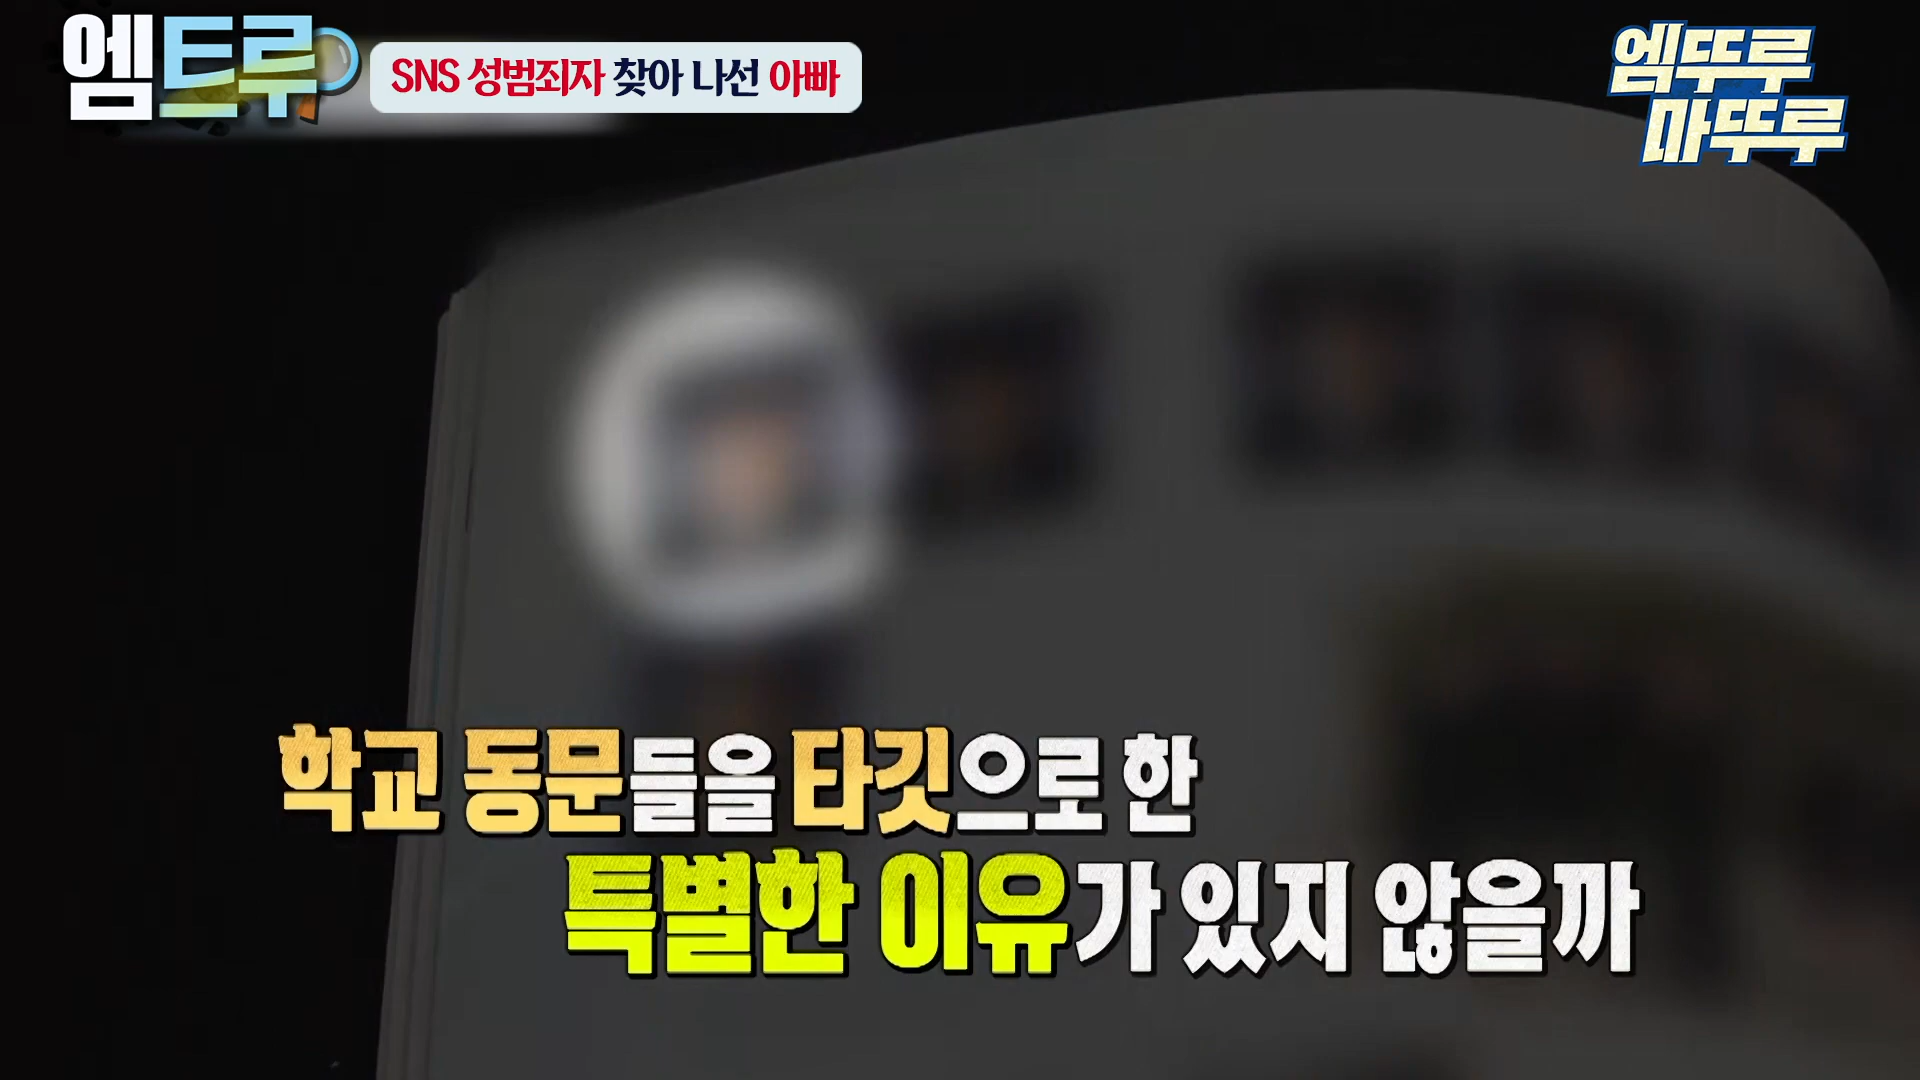 엠트루
SNS 성범죄자 찾아 나선 아빠
엠뚜루
마뚜루
학교 동문들을 타깃으로 한
특별한 이유가 있지 않을까